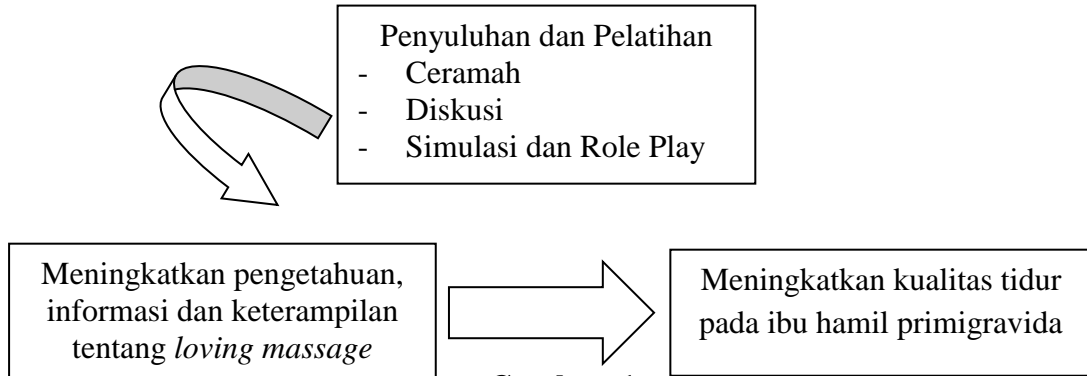 Penyuluhan dan Pelatihan
- Ceramah
- Diskusi
- Simulasi dan Role Play
Meningkatkan pengetahuan,
informasi dan keterampilan
tentang loving massage
Meningkatkan kualitas tidur
pada ibu hamil primigravida